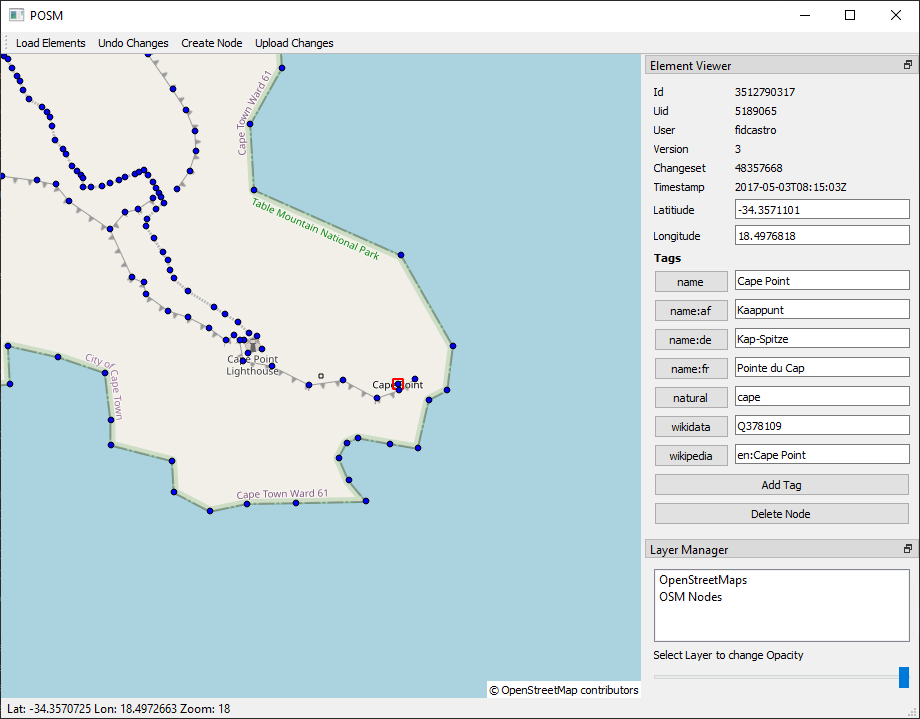 POSM
Load Elements Undo Changes Create Node Upload Changes
Cape Town Ward 61
Table Mountain National Park
Cape Point
Lighthouse
Cape Point
City of Cape Town
Cape Town Ward 61
© OpenStreetMap contributors
Element Viewer
Id 3512790317
Uid 5189065
User fidcastro
Version 3
Changeset 48357668
Timestamp 2017-05-03T08:15:03Z
Latitude -34.3571101
Longitude 18.4976818
Tags
name Cape Point
name:af Kaappunt
name:de Kap-Spitze
name:fr Pointe du Cap
natural cape
wikidata Q378109
wikipedia en:Cape Point
Add Tag
Delete Node
Layer Manager
OpenStreetMaps
OSM Nodes
Select Layer to change Opacity
Lat: -34.3570725 Lon: 18.4972663 Zoom: 18